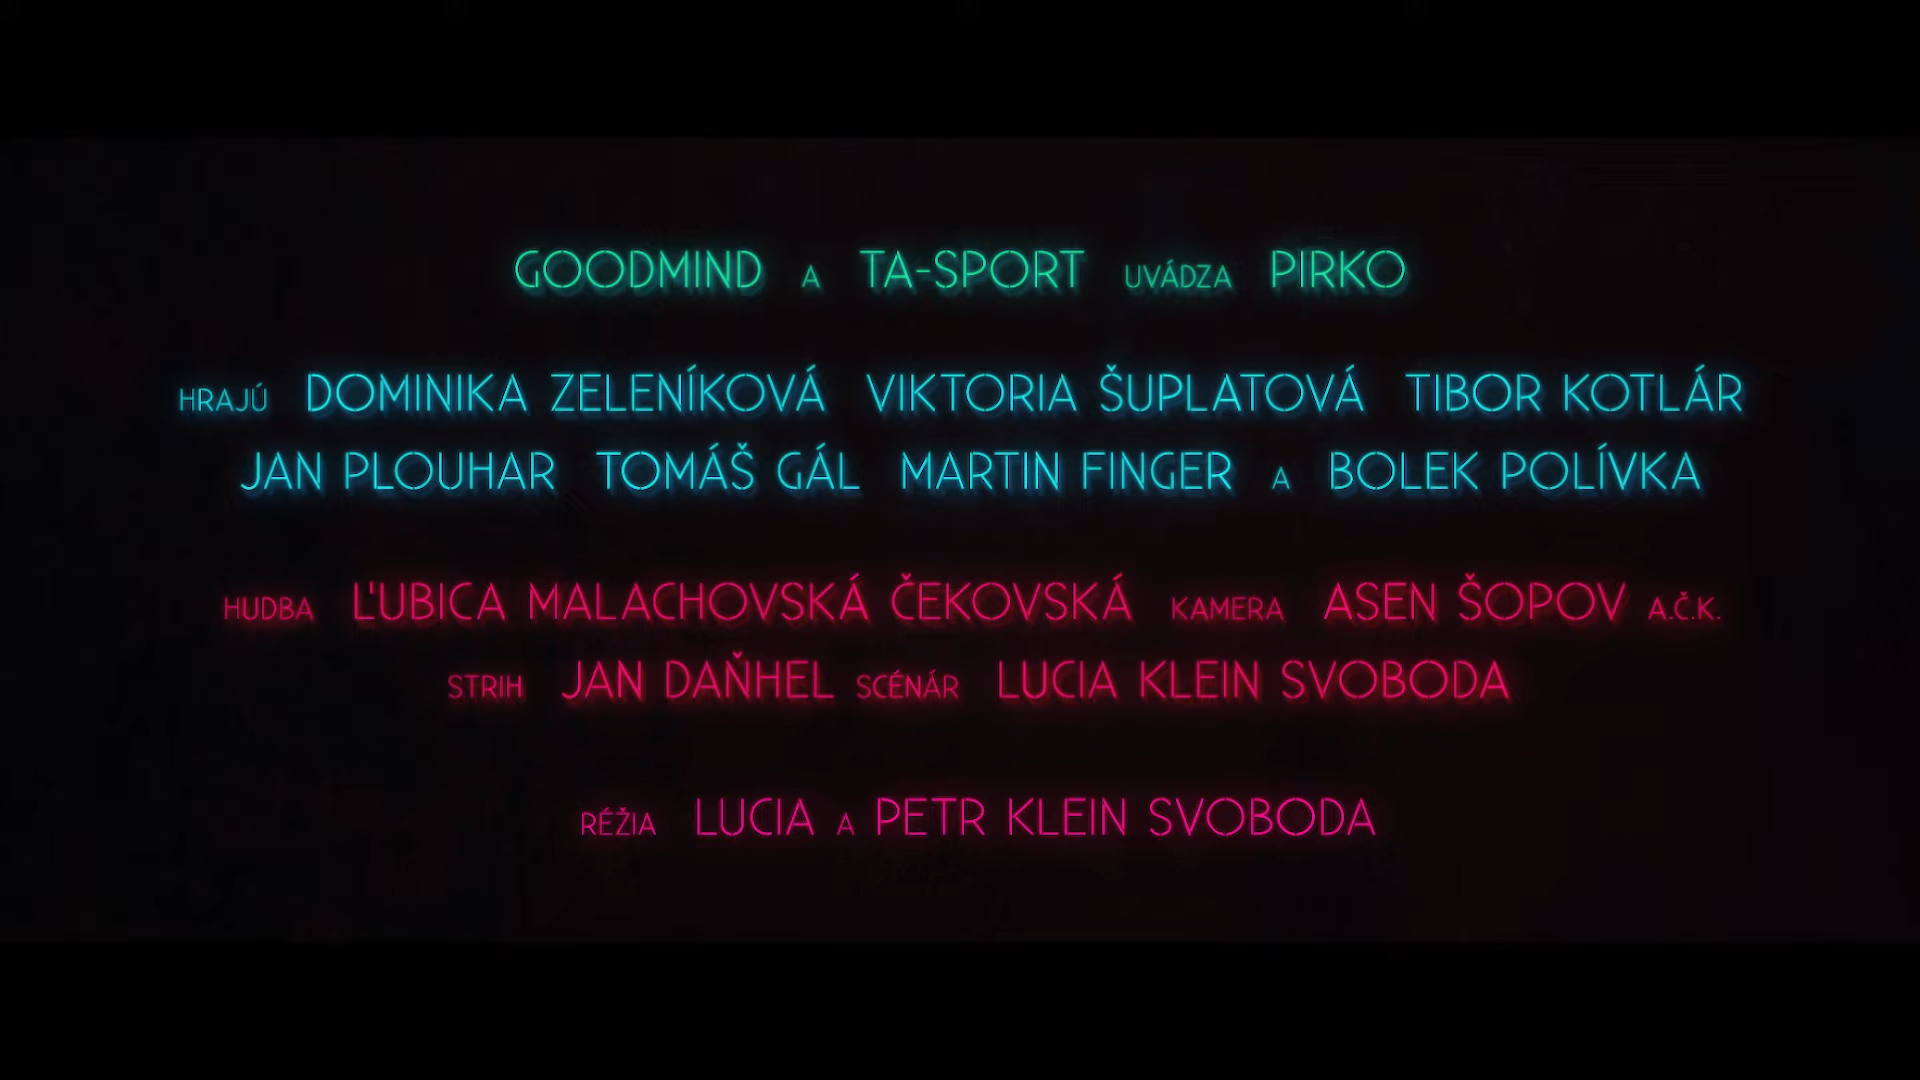 GOODMIND A TA-SPORT UVÁDZA PIRKO
HRAJÚ DOMINIKA ZELENÍKOVÁ VIKTORIA ŠUPLATOVÁ TIBOR KOTLÁR
JAN PLOUHAR TOMÁŠ GÁL MARTIN FINGER A BOLEK POLÍVKA
HUDBA ĽUBICA MALACHOVSKÁ ČEKOVSKÁ KAMERA ASEN ŠOPOV A.Č.K.
STRIH JAN DAŇHEL SCÉNÁR LUCIA KLEIN SVOBODA
RÉŽIA LUCIA A PETR KLEIN SVOBODA